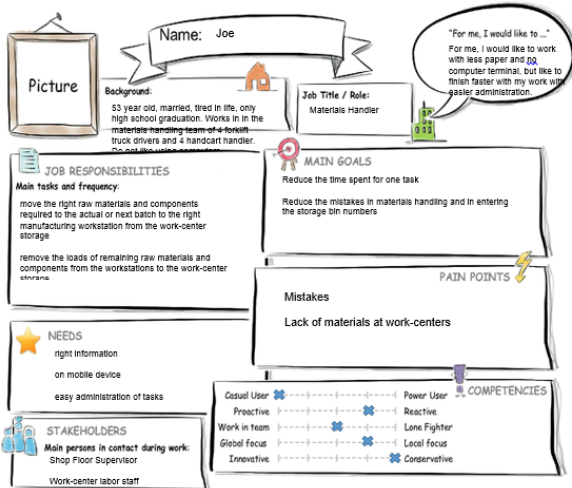 Name: Joe
"For me, I would like to ..."
For me, I would like to work
with less paper and no
computer terminal, but like to
finish faster with my work with
easier administration.
Picture
Background:
53 year old, married, tired in life, only
high school graduation. Works in in the
materials handling team of 4 forklift
truck drivers and 4 handcart handler.
Do not like using computers
Job Title / Role:
Materials Handler
JOB RESPONSIBILITIES
Main tasks and frequency:
move the right raw materials and components
required to the actual or next batch to the right
manufacturing workstation from the work-center
storage
remove the loads of remaining raw materials and
components from the workstations to the work-center
storage
MAIN GOALS
Reduce the time spent for one task
Reduce the mistakes in materials handling and in entering
the storage bin numbers
PAIN POINTS
Mistakes
Lack of materials at work-centers
NEEDS
right information
on mobile device
easy administration of tasks
COMPETENCIES
Casual User Power User
Proactive Reactive
Work in team Lone Fighter
Global focus Local focus
Innovative Conservative
STAKEHOLDERS
Main persons in contact during work:
Shop Floor Supervisor
Work-center labor staff